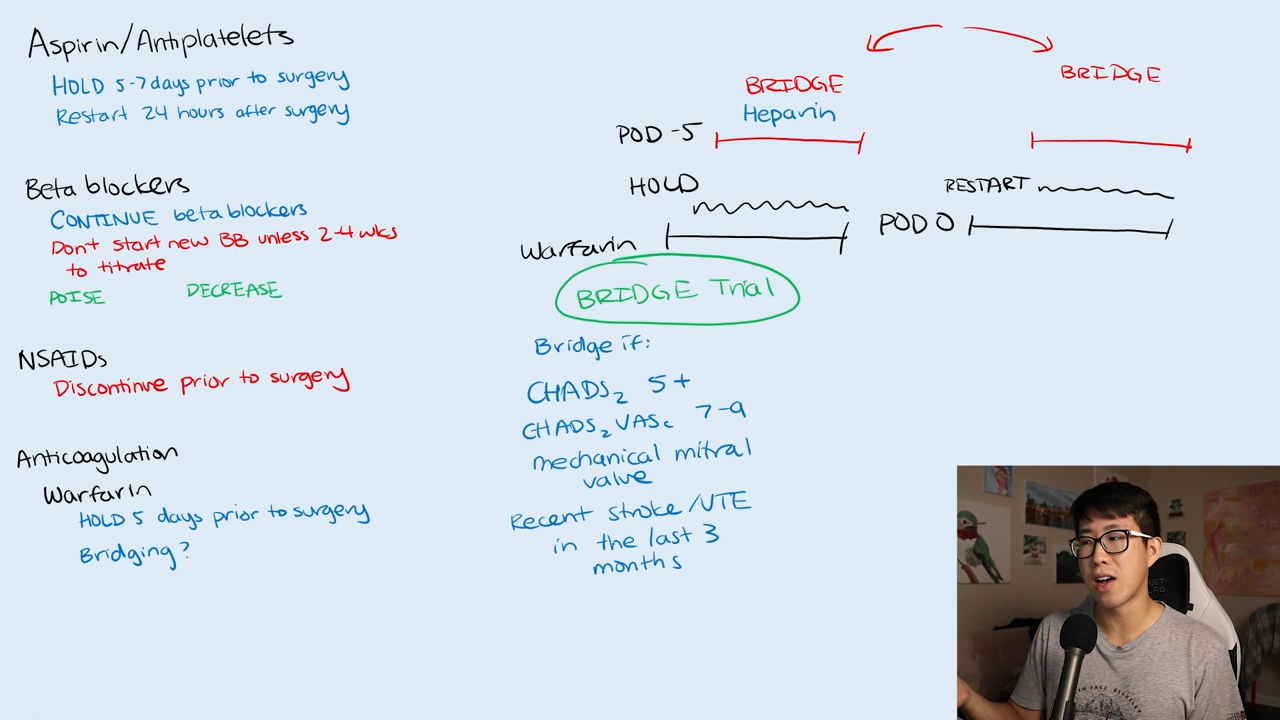 Aspirin/Antiplatelets
HOLD 5-7 days prior to surgery
Restart 24 hours after surgery
Beta blockers
CONTINUE beta blockers
Don't start new BB unless 2-4 wks
to titrate
POISE DECREASE
NSAIDs
Discontinue prior to surgery
Anticoagulation
Warfarin
HOLD 5 days prior to surgery
Bridging?
BRIDGE
Heparin
POD -5
HOLD
Warfarin
BRIDGE
RESTART
POD 0
BRIDGE Trial
Bridge if:
CHADS₂ 5+
CHADS₂VASc 7-9
mechanical mitral
valve
Recent stroke/VTE
in the last 3
months